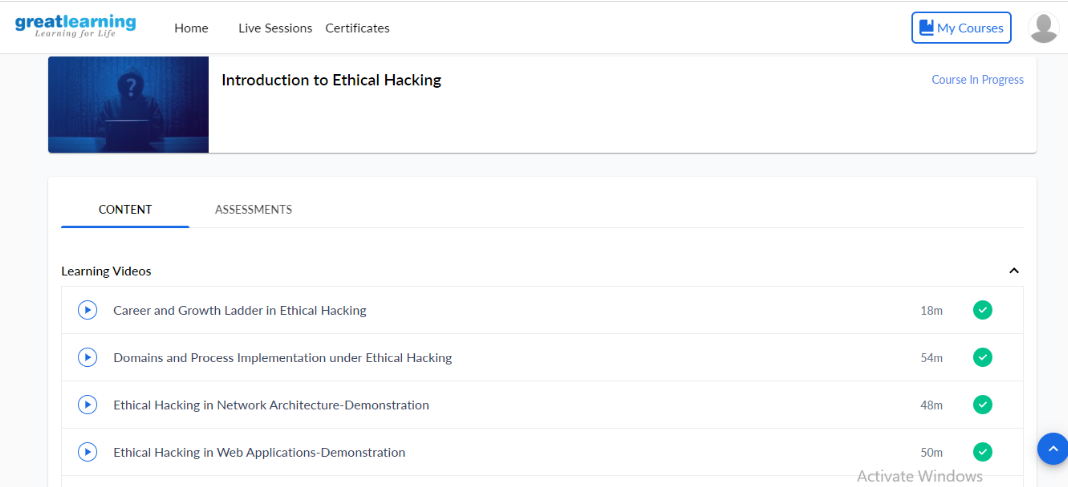 greatlearning
Learning for Life
Home Live Sessions Certificates
My Courses
Introduction to Ethical Hacking
Course In Progress
?
CONTENT ASSESSMENTS
Learning Videos
Career and Growth Ladder in Ethical Hacking 18m
Domains and Process Implementation under Ethical Hacking 54m
Ethical Hacking in Network Architecture-Demonstration 48m
Ethical Hacking in Web Applications-Demonstration 50m
Activate Windows